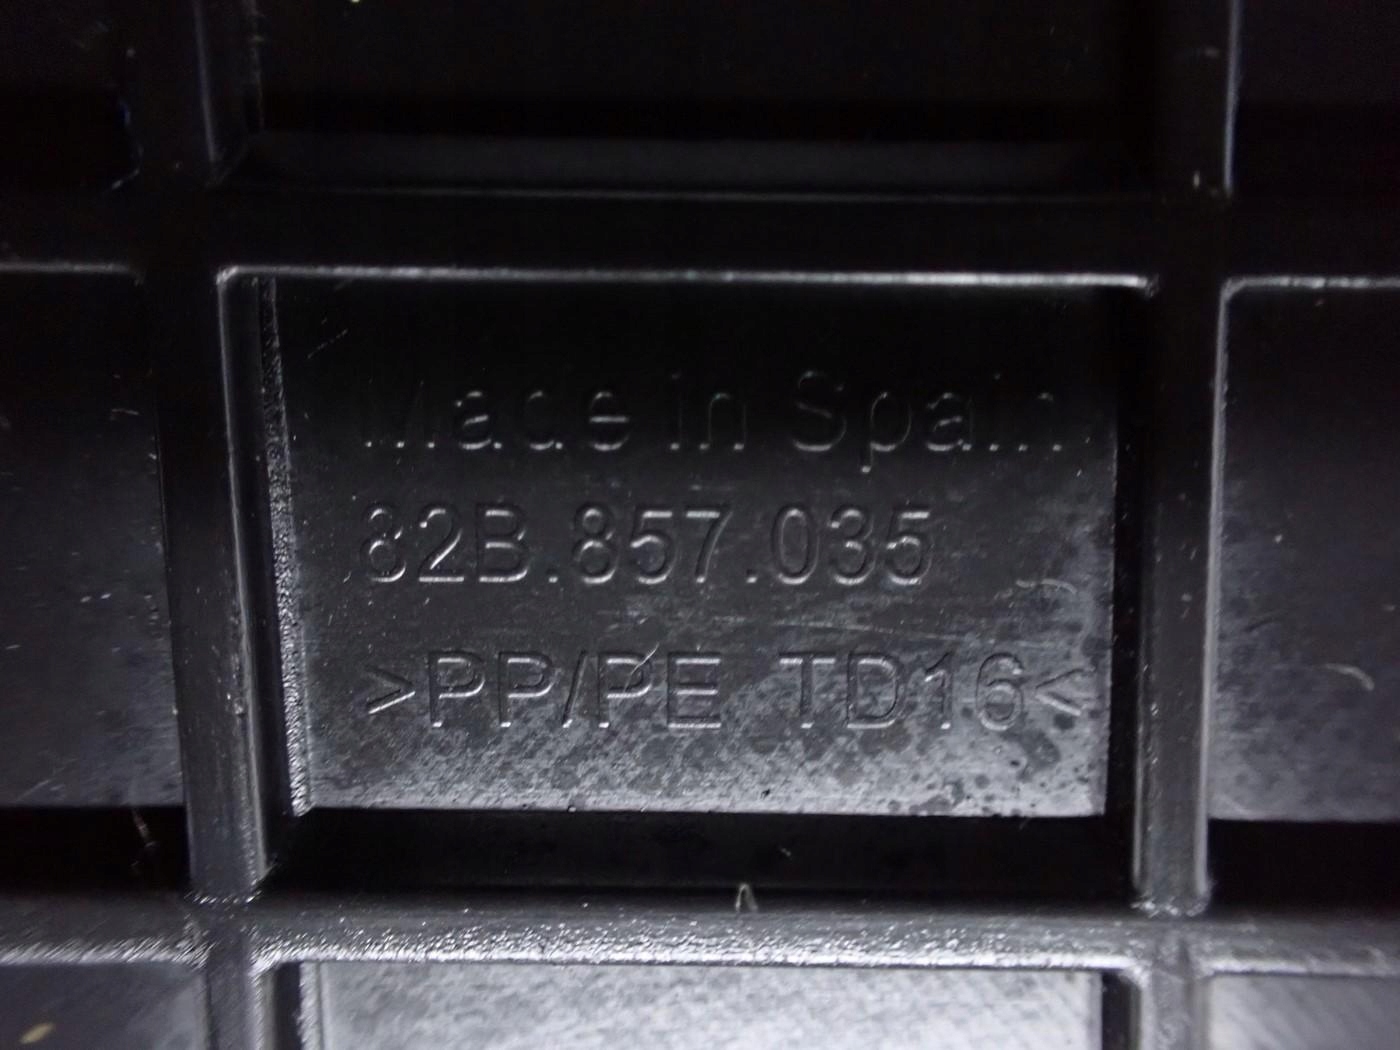 Made in Spain
82B.857.035
>PP/PE TD16<